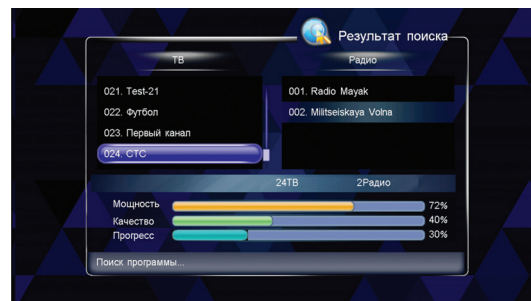 Результат поиска
ТВ
Радио
021. Test-21
022. Футбол
023. Первый канал
024. СТС
001. Radio Mayak
002. Militseiskaya Volna
24ТВ 2Радио
Мощность 72%
Качество 40%
Прогресс 30%
Поиск программы...